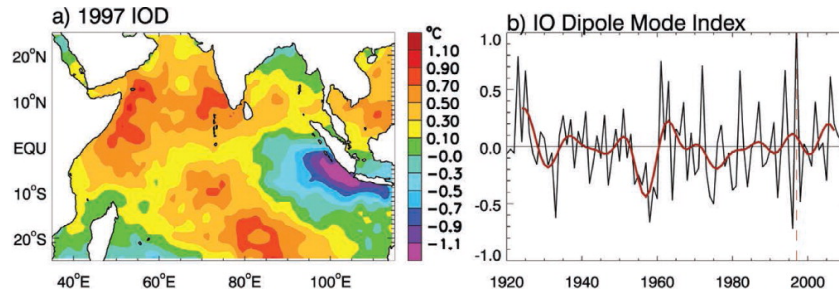 a) 1997 IOD
20°N
10°N
EQU
10°S
20°S
40°E
60°E
80°E
100°E
°C
1.10
0.90
0.70
0.50
0.30
0.10
-0.0
-0.3
-0.5
-0.7
-0.9
-1.1
b) IO Dipole Mode Index
1.0
0.5
0.0
-0.5
-1.0
1920
1940
1960
1980
2000